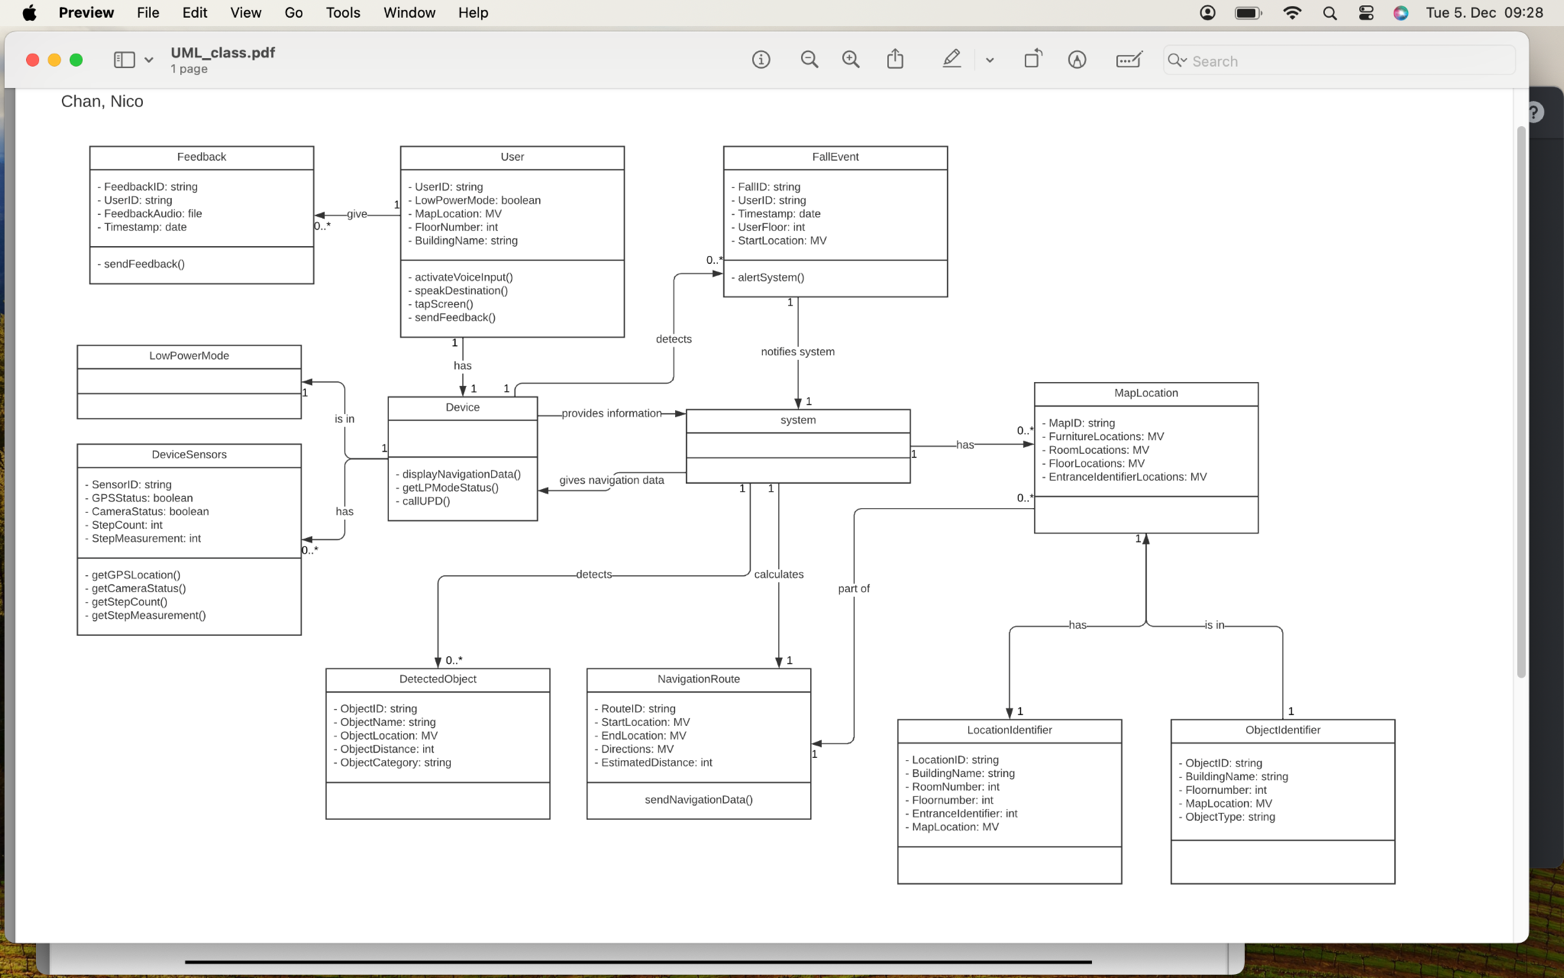 Preview File Edit View Go Tools Window Help
Tue 5. Dec 09:28
UML_class.pdf
1 page
Search
?
Chan, Nico
Feedback
- FeedbackID: string
- UserID: string
- FeedbackAudio: file
- Timestamp: date
- sendFeedback()
give
1
0..*
User
- UserID: string
- LowPowerMode: boolean
- MapLocation: MV
- FloorNumber: int
- BuildingName: string
- activateVoiceInput()
- speakDestination()
- tapScreen()
- sendFeedback()
FallEvent
- FallID: string
- UserID: string
- Timestamp: date
- UserFloor: int
- StartLocation: MV
- alertSystem()
0..*
detects
1
1
has
1
1
notifies system
1
LowPowerMode
1
is in
1
has
0..*
DeviceSensors
- SensorID: string
- GPSStatus: boolean
- CameraStatus: boolean
- StepCount: int
- StepMeasurement: int
- getGPSLocation()
- getCameraStatus()
- getStepCount()
- getStepMeasurement()
Device
- displayNavigationData()
- getLPModeStatus()
- callUPD()
provides information
gives navigation data
system
1
has
0..*
MapLocation
- MapID: string
- FurnitureLocations: MV
- RoomLocations: MV
- FloorLocations: MV
- EntranceIdentifierLocations: MV
0..*
part of
1
1
1
detects
calculates
0..*
1
1
has
is in
1
1
DetectedObject
- ObjectID: string
- ObjectName: string
- ObjectLocation: MV
- ObjectDistance: int
- ObjectCategory: string
NavigationRoute
- RouteID: string
- StartLocation: MV
- EndLocation: MV
- Directions: MV
- EstimatedDistance: int
sendNavigationData()
LocationIdentifier
- LocationID: string
- BuildingName: string
- RoomNumber: int
- Floornumber: int
- EntranceIdentifier: int
- MapLocation: MV
ObjectIdentifier
- ObjectID: string
- BuildingName: string
- Floornumber: int
- MapLocation: MV
- ObjectType: string